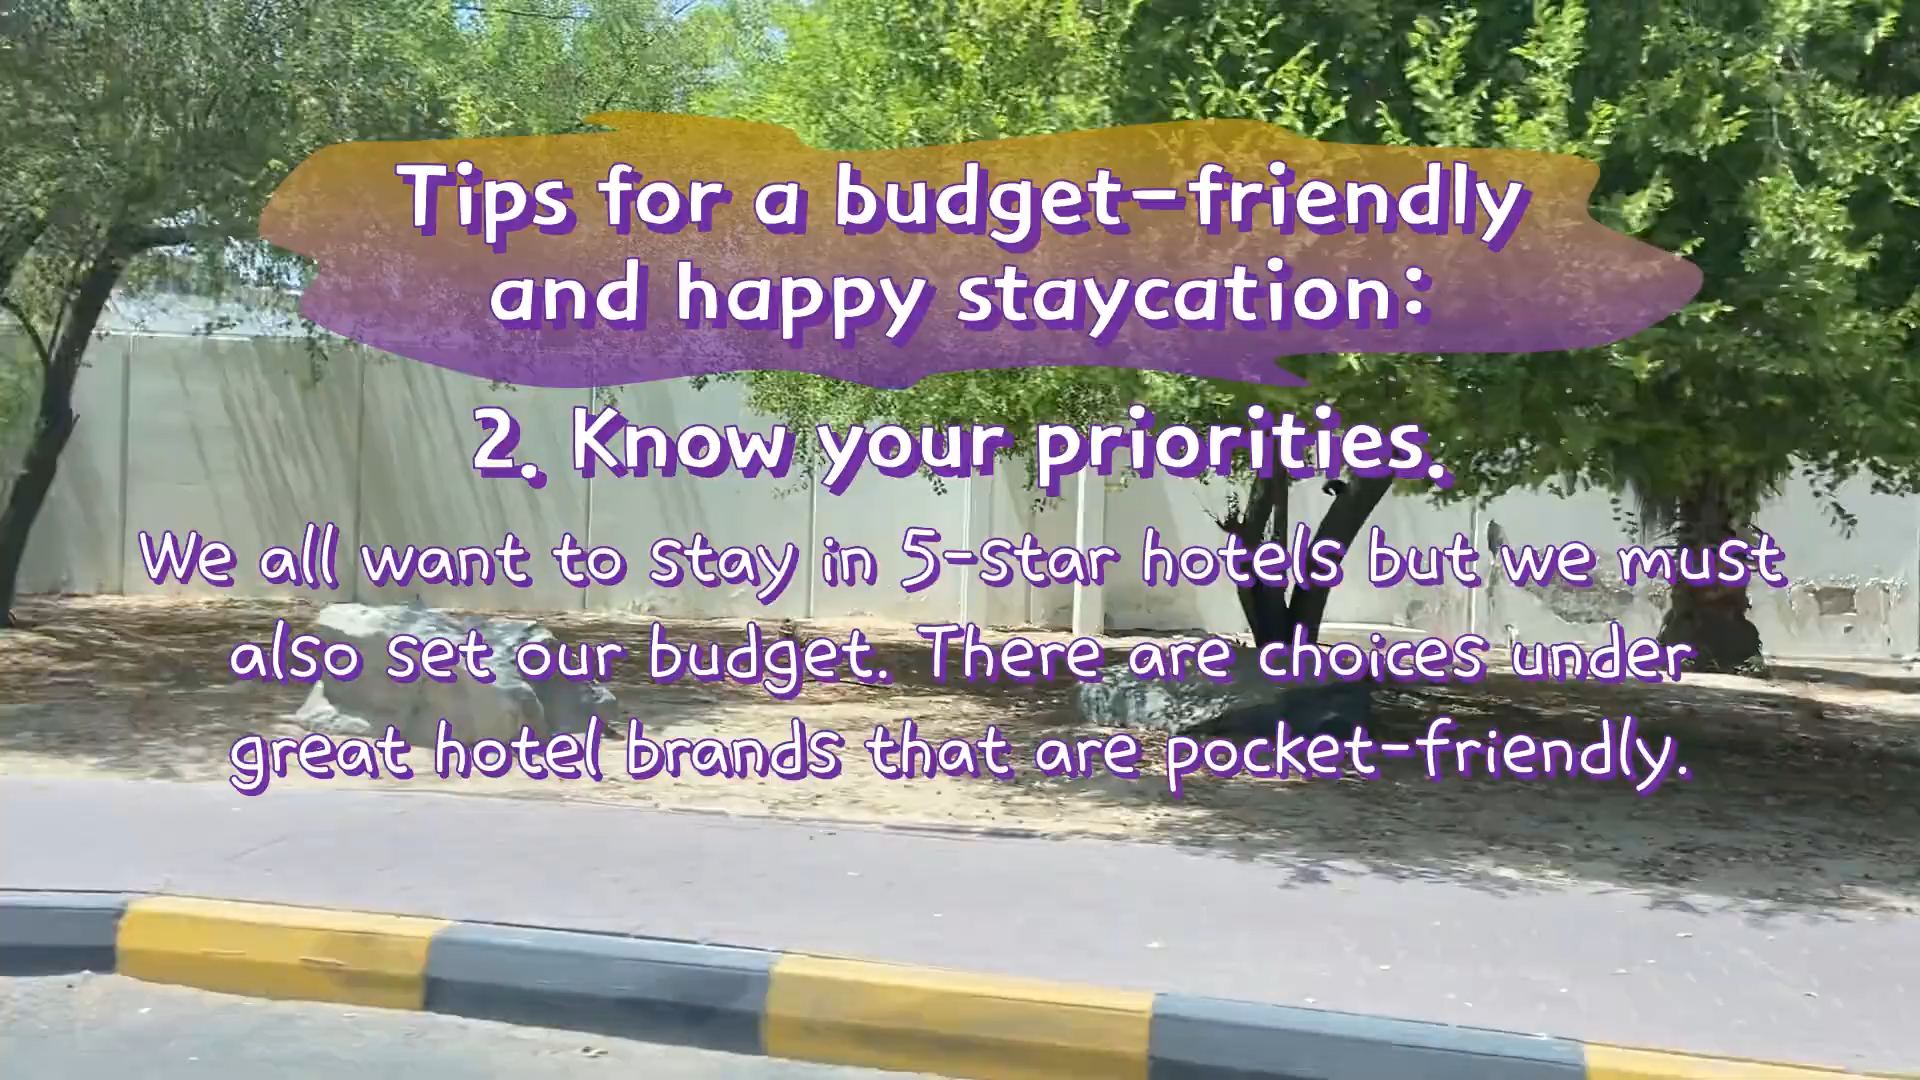 Tips for a budget-friendly
and happy staycation:
2. Know your priorities.
We all want to stay in 5-star hotels but we must
also set our budget. There are choices under
great hotel brands that are pocket-friendly.